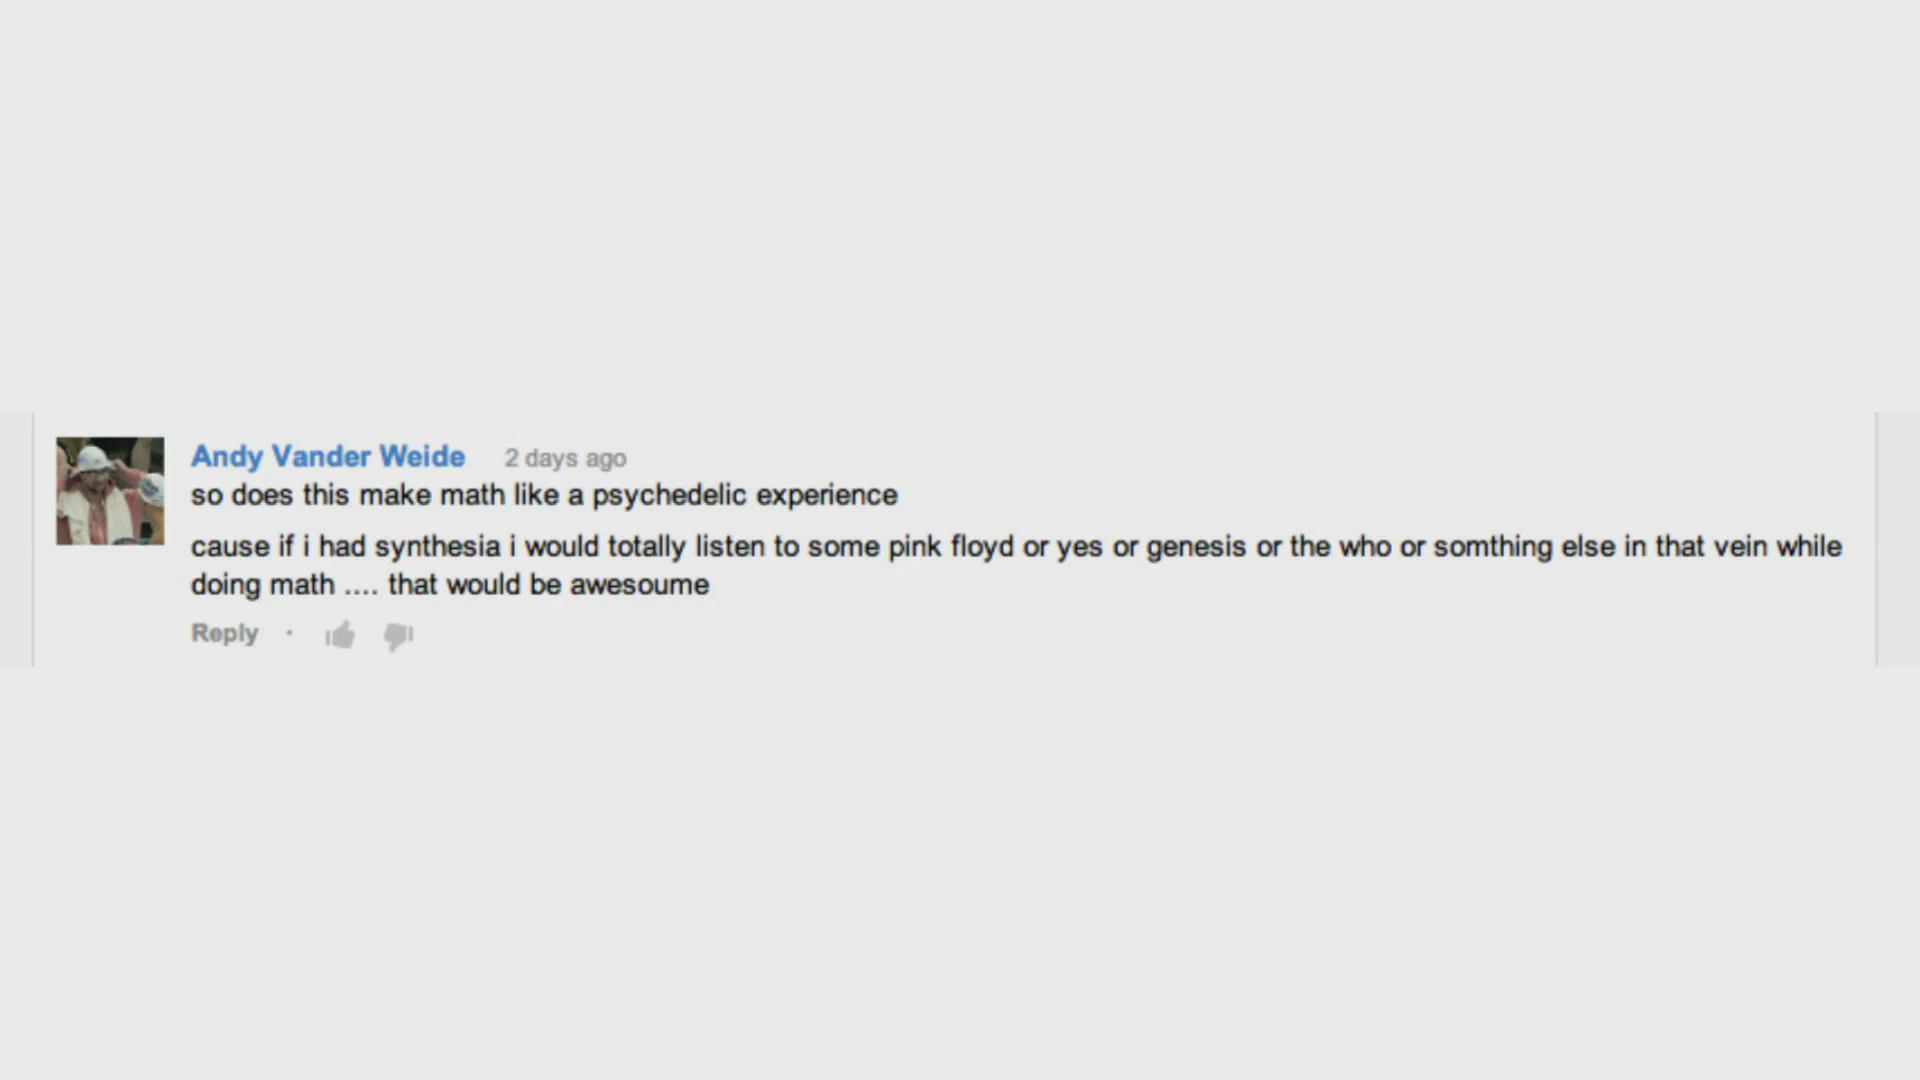 Andy Vander Weide 2 days ago
so does this make math like a psychedelic experience
cause if i had synthesia i would totally listen to some pink floyd or yes or genesis or the who or somthing else in that vein while
doing math .... that would be awesoume
Reply ·